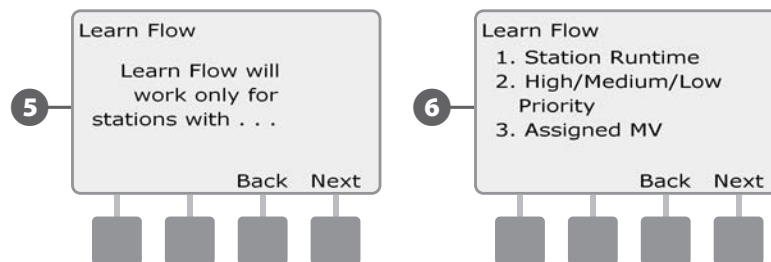 5
Learn Flow
Learn Flow will
work only for
stations with . . .
Back Next
6
Learn Flow
1. Station Runtime
2. High/Medium/Low
Priority
3. Assigned MV
Back Next